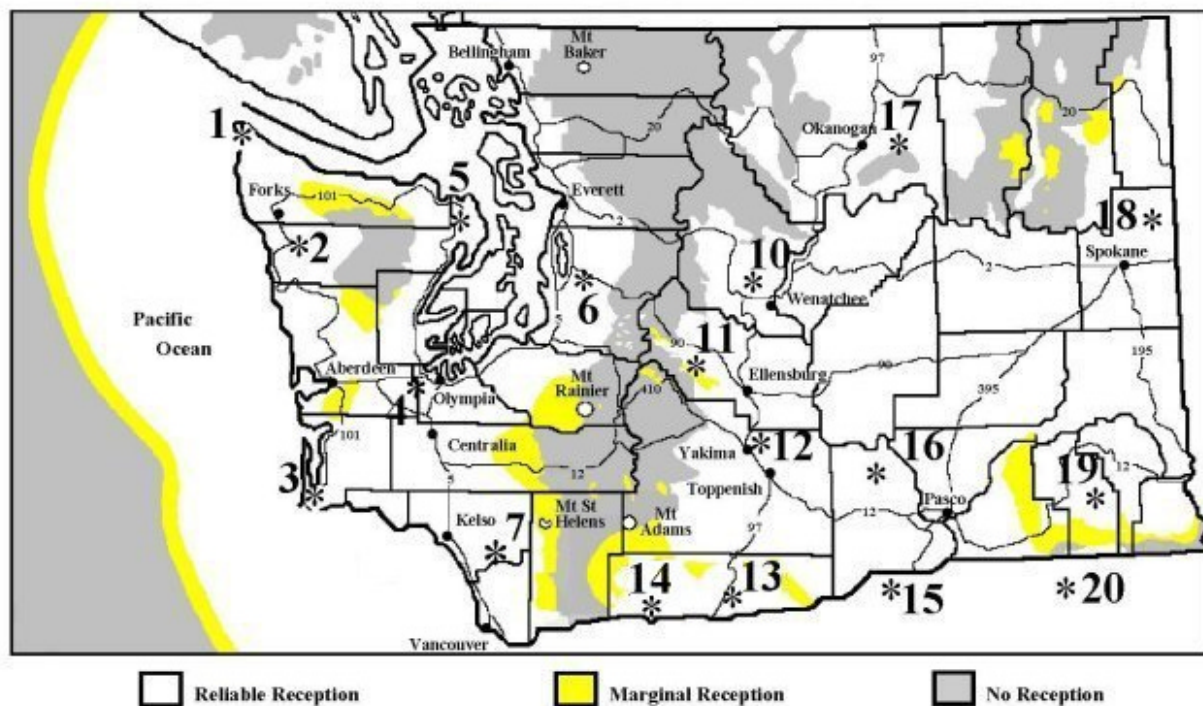 Mt
Baker
Bellingham
97
1
20
17
20
Okanogan
5
Forks
101
Everett
2
18
2
10
Spokane
2
6
Wenatchee
Pacific
Ocean
5
11
90
195
90
Aberdeen
Mt
Rainier
410
Ellensburg
395
4
Olympia
101
Centralia
12
16
Yakima
12
19
12
3
5
Toppenish
Pasco
Mt St
Helens
Mt
Adams
12
Kelso
7
97
14
13
15
20
Vancouver
Reliable Reception
Marginal Reception
No Reception